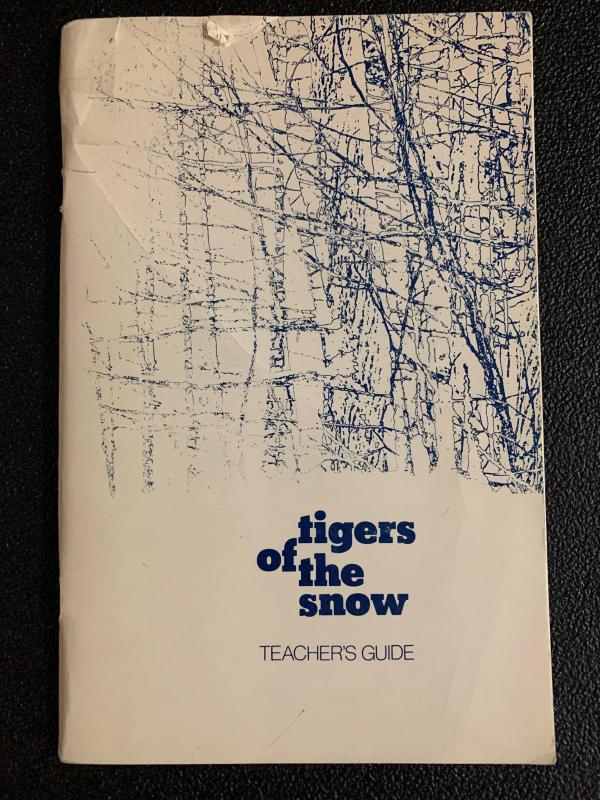 tigers
of the
snow
TEACHER'S GUIDE